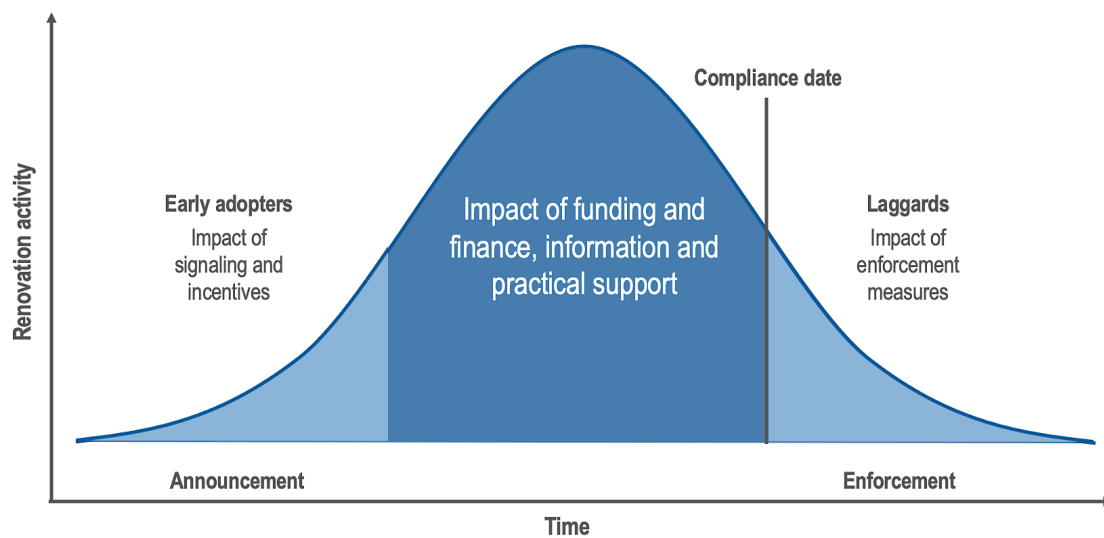 Compliance date
Early adopters
Impact of
signaling and
incentives
Impact of funding and
finance, information and
practical support
Laggards
Impact of
enforcement
measures
Renovation activity
Announcement
Enforcement
Time